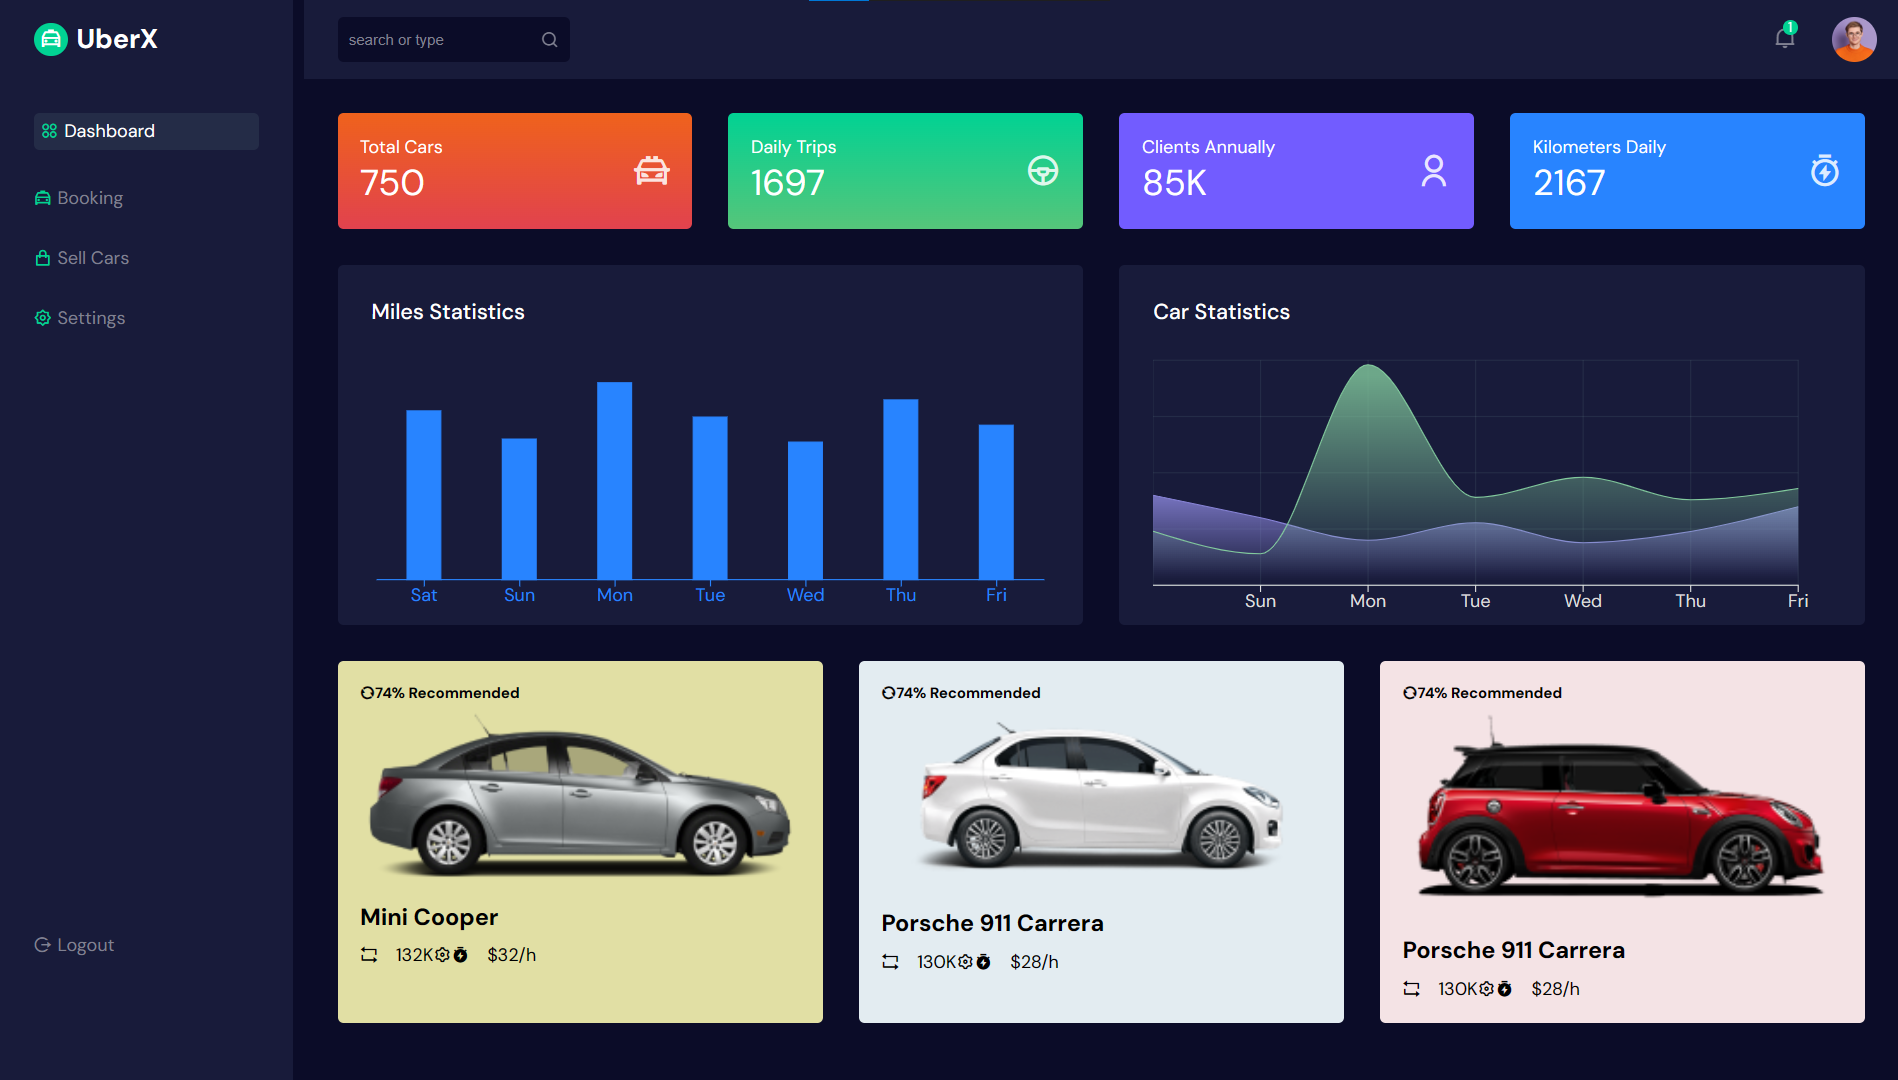 UberX
search or type
1
Dashboard
Booking
Sell Cars
Settings
Logout
Total Cars
750
Daily Trips
1697
Clients Annually
85K
Kilometers Daily
2167
Miles Statistics
Sat Sun Mon Tue Wed Thu Fri
Car Statistics
Sun Mon Tue Wed Thu Fri
74% Recommended
Mini Cooper
132K $32/h
74% Recommended
Porsche 911 Carrera
130K $28/h
74% Recommended
Porsche 911 Carrera
130K $28/h